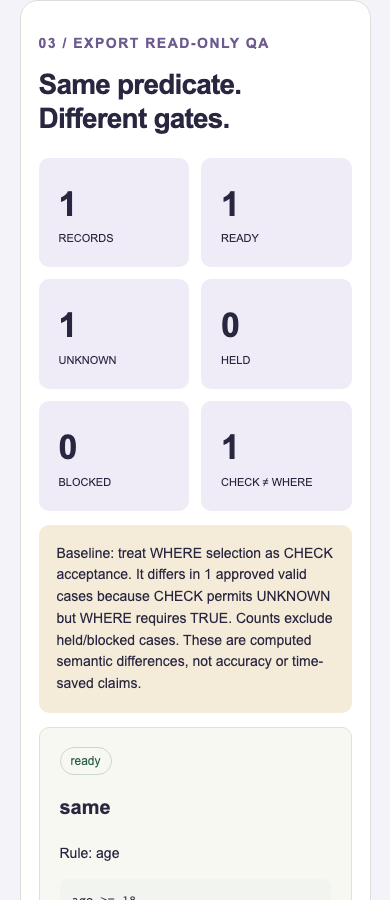 03 / EXPORT READ-ONLY QA
Same predicate.
Different gates.
1
RECORDS
1
READY
1
UNKNOWN
0
HELD
0
BLOCKED
1
CHECK ≠ WHERE
Baseline: treat WHERE selection as CHECK
acceptance. It differs in 1 approved valid
cases because CHECK permits UNKNOWN
but WHERE requires TRUE. Counts exclude
held/blocked cases. These are computed
semantic differences, not accuracy or time-
saved claims.
ready
same
Rule: age
age >= 18